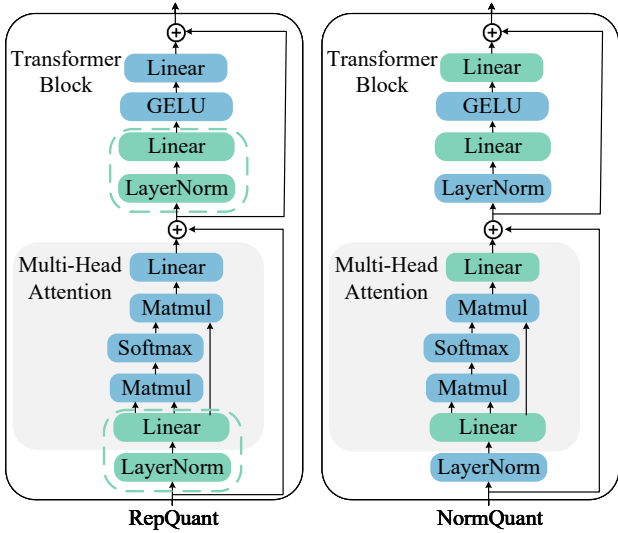 Transformer
Block
Linear
GELU
Linear
LayerNorm
Multi-Head
Attention
Linear
Matmul
Softmax
Matmul
Linear
LayerNorm
RepQuant
Transformer
Block
Linear
GELU
Linear
LayerNorm
Multi-Head
Attention
Linear
Matmul
Softmax
Matmul
Linear
LayerNorm
NormQuant